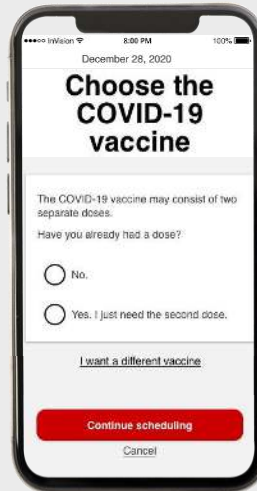 InVision 8:00 PM 100%
December 28, 2020
Choose the
COVID-19
vaccine
The COVID-19 vaccine may consist of two
separate doses.
Have you already had a dose?
No.
Yes. I just need the second dose.
I want a different vaccine
Continue scheduling
Cancel